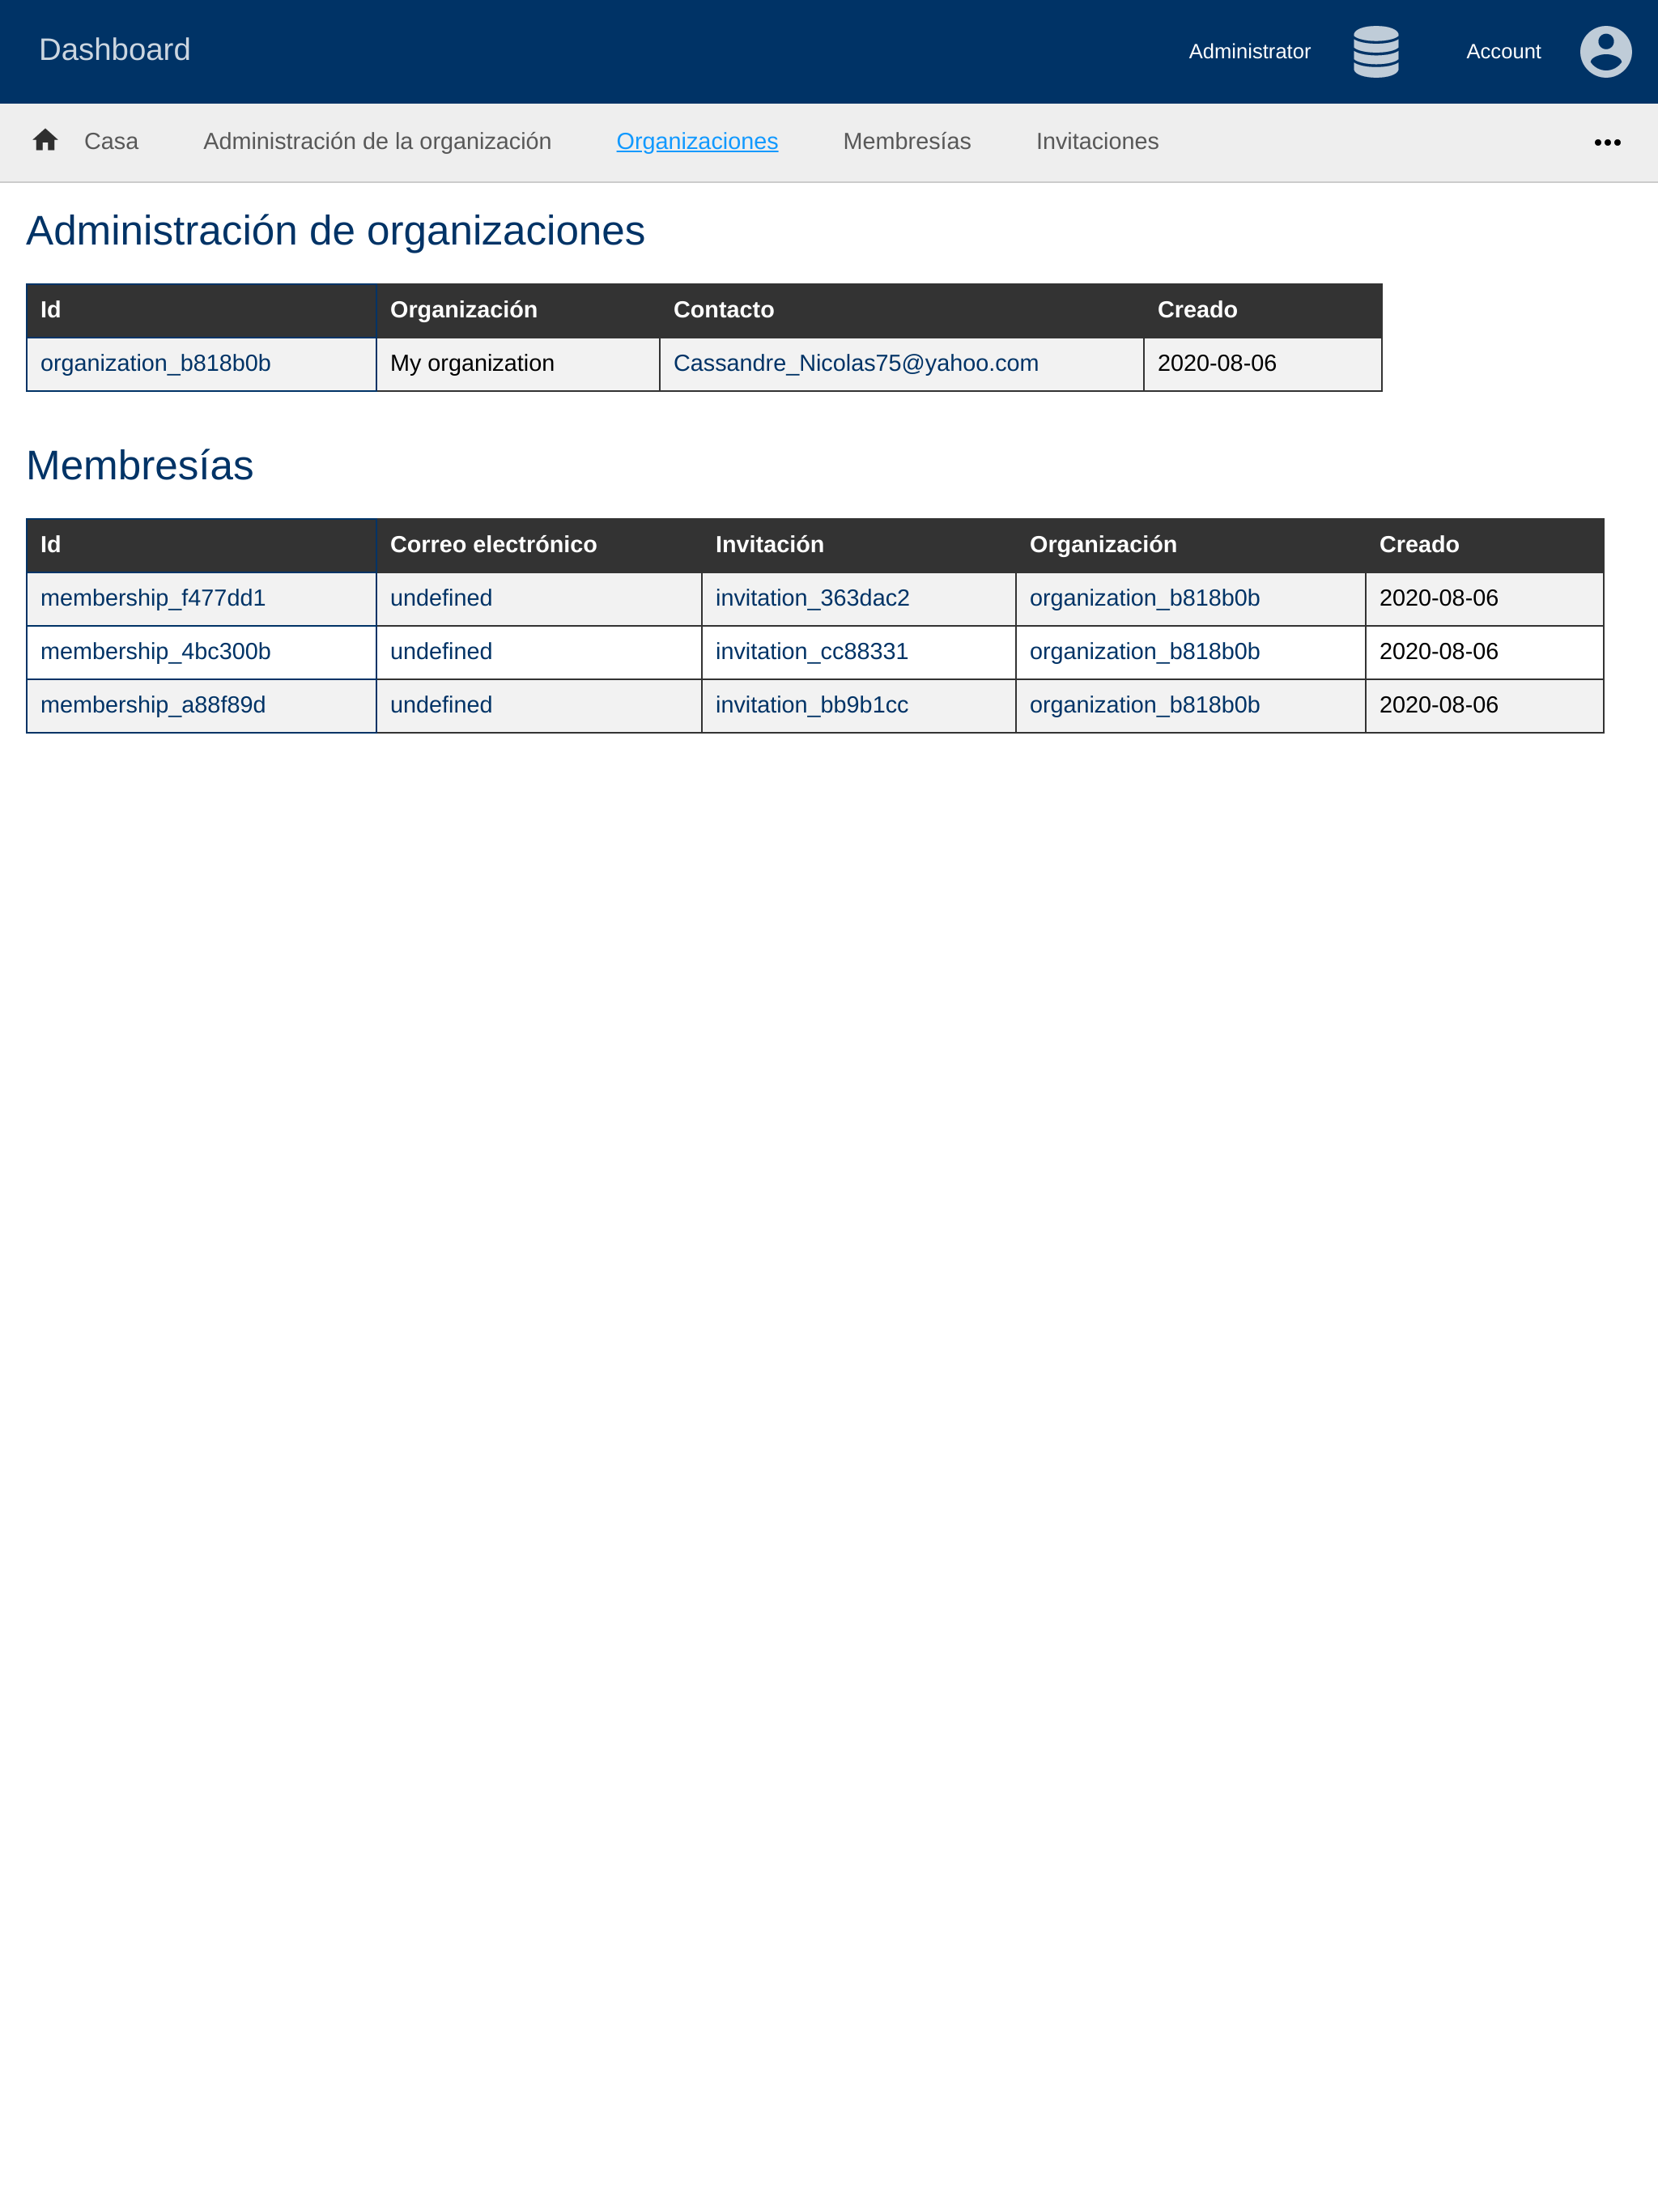 Dashboard Administrator Account
Casa Administración de la organización Organizaciones Membresías Invitaciones
Administración de organizaciones
Id Organización Contacto Creado
organization_b818b0b My organization Cassandre_Nicolas75@yahoo.com 2020-08-06
Membresías
Id Correo electrónico Invitación Organización Creado
membership_f477dd1 undefined invitation_363dac2 organization_b818b0b 2020-08-06
membership_4bc300b undefined invitation_cc88331 organization_b818b0b 2020-08-06
membership_a88f89d undefined invitation_bb9b1cc organization_b818b0b 2020-08-06